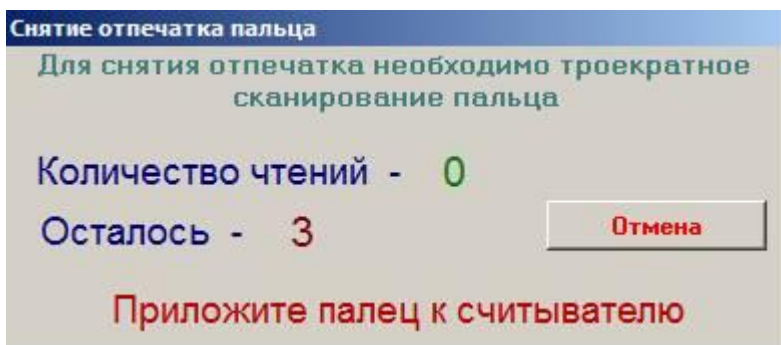 Снятие отпечатка пальца
Для снятия отпечатка необходимо троекратное
сканирование пальца
Количество чтений - 0
Осталось - 3
Отмена
Приложите палец к считывателю